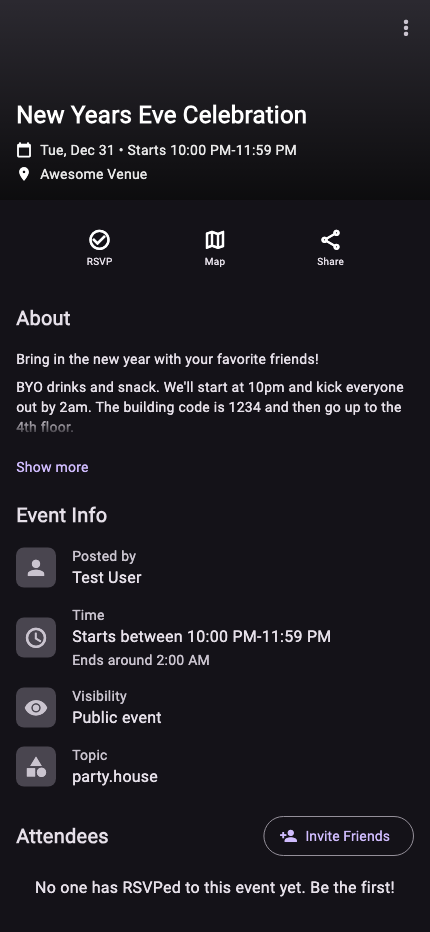 New Years Eve Celebration
Tue, Dec 31 • Starts 10:00 PM-11:59 PM
Awesome Venue
RSVP
Map
Share
About
Bring in the new year with your favorite friends!
BYO drinks and snack. We'll start at 10pm and kick everyone
out by 2am. The building code is 1234 and then go up to the
4th floor.
Show more
Event Info
Posted by
Test User
Time
Starts between 10:00 PM-11:59 PM
Ends around 2:00 AM
Visibility
Public event
Topic
party.house
Attendees
Invite Friends
No one has RSVPed to this event yet. Be the first!